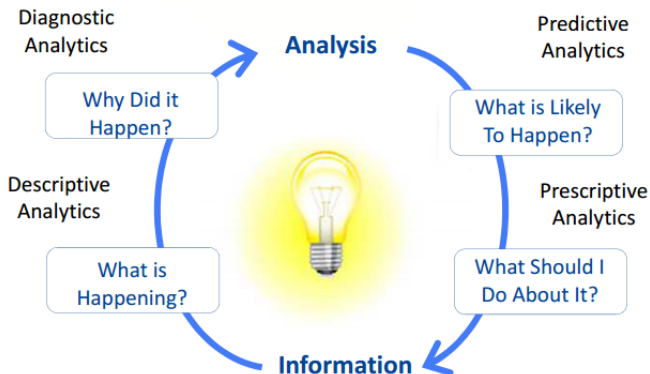 Diagnostic
Analytics
Analysis
Predictive
Analytics
Why Did it
Happen?
What is Likely
To Happen?
Descriptive
Analytics
Prescriptive
Analytics
What is
Happening?
What Should I
Do About It?
Information